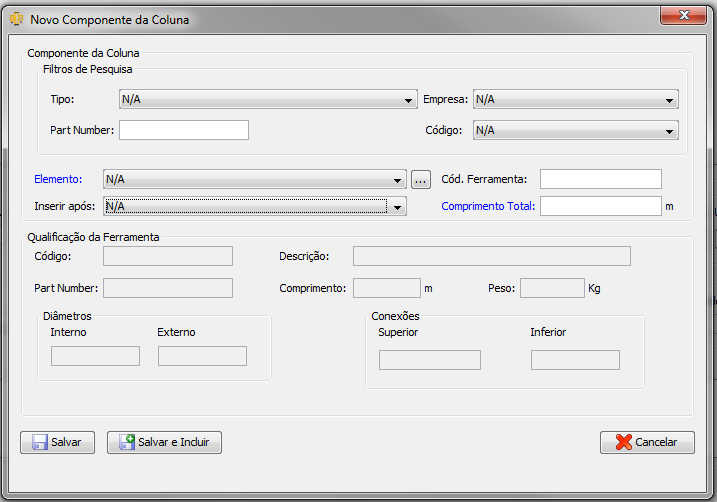 Novo Componente da Coluna
Componente da Coluna
Filtros de Pesquisa
Tipo: N/A Empresa: N/A
Part Number: Código: N/A
Elemento: N/A ... Cód. Ferramenta:
Inserir após: N/A Comprimento Total: m
Qualificação da Ferramenta
Código: Descrição:
Part Number: Comprimento: m Peso: Kg
Diâmetros Conexões
Interno Externo Superior Inferior
Salvar Salvar e Incluir Cancelar